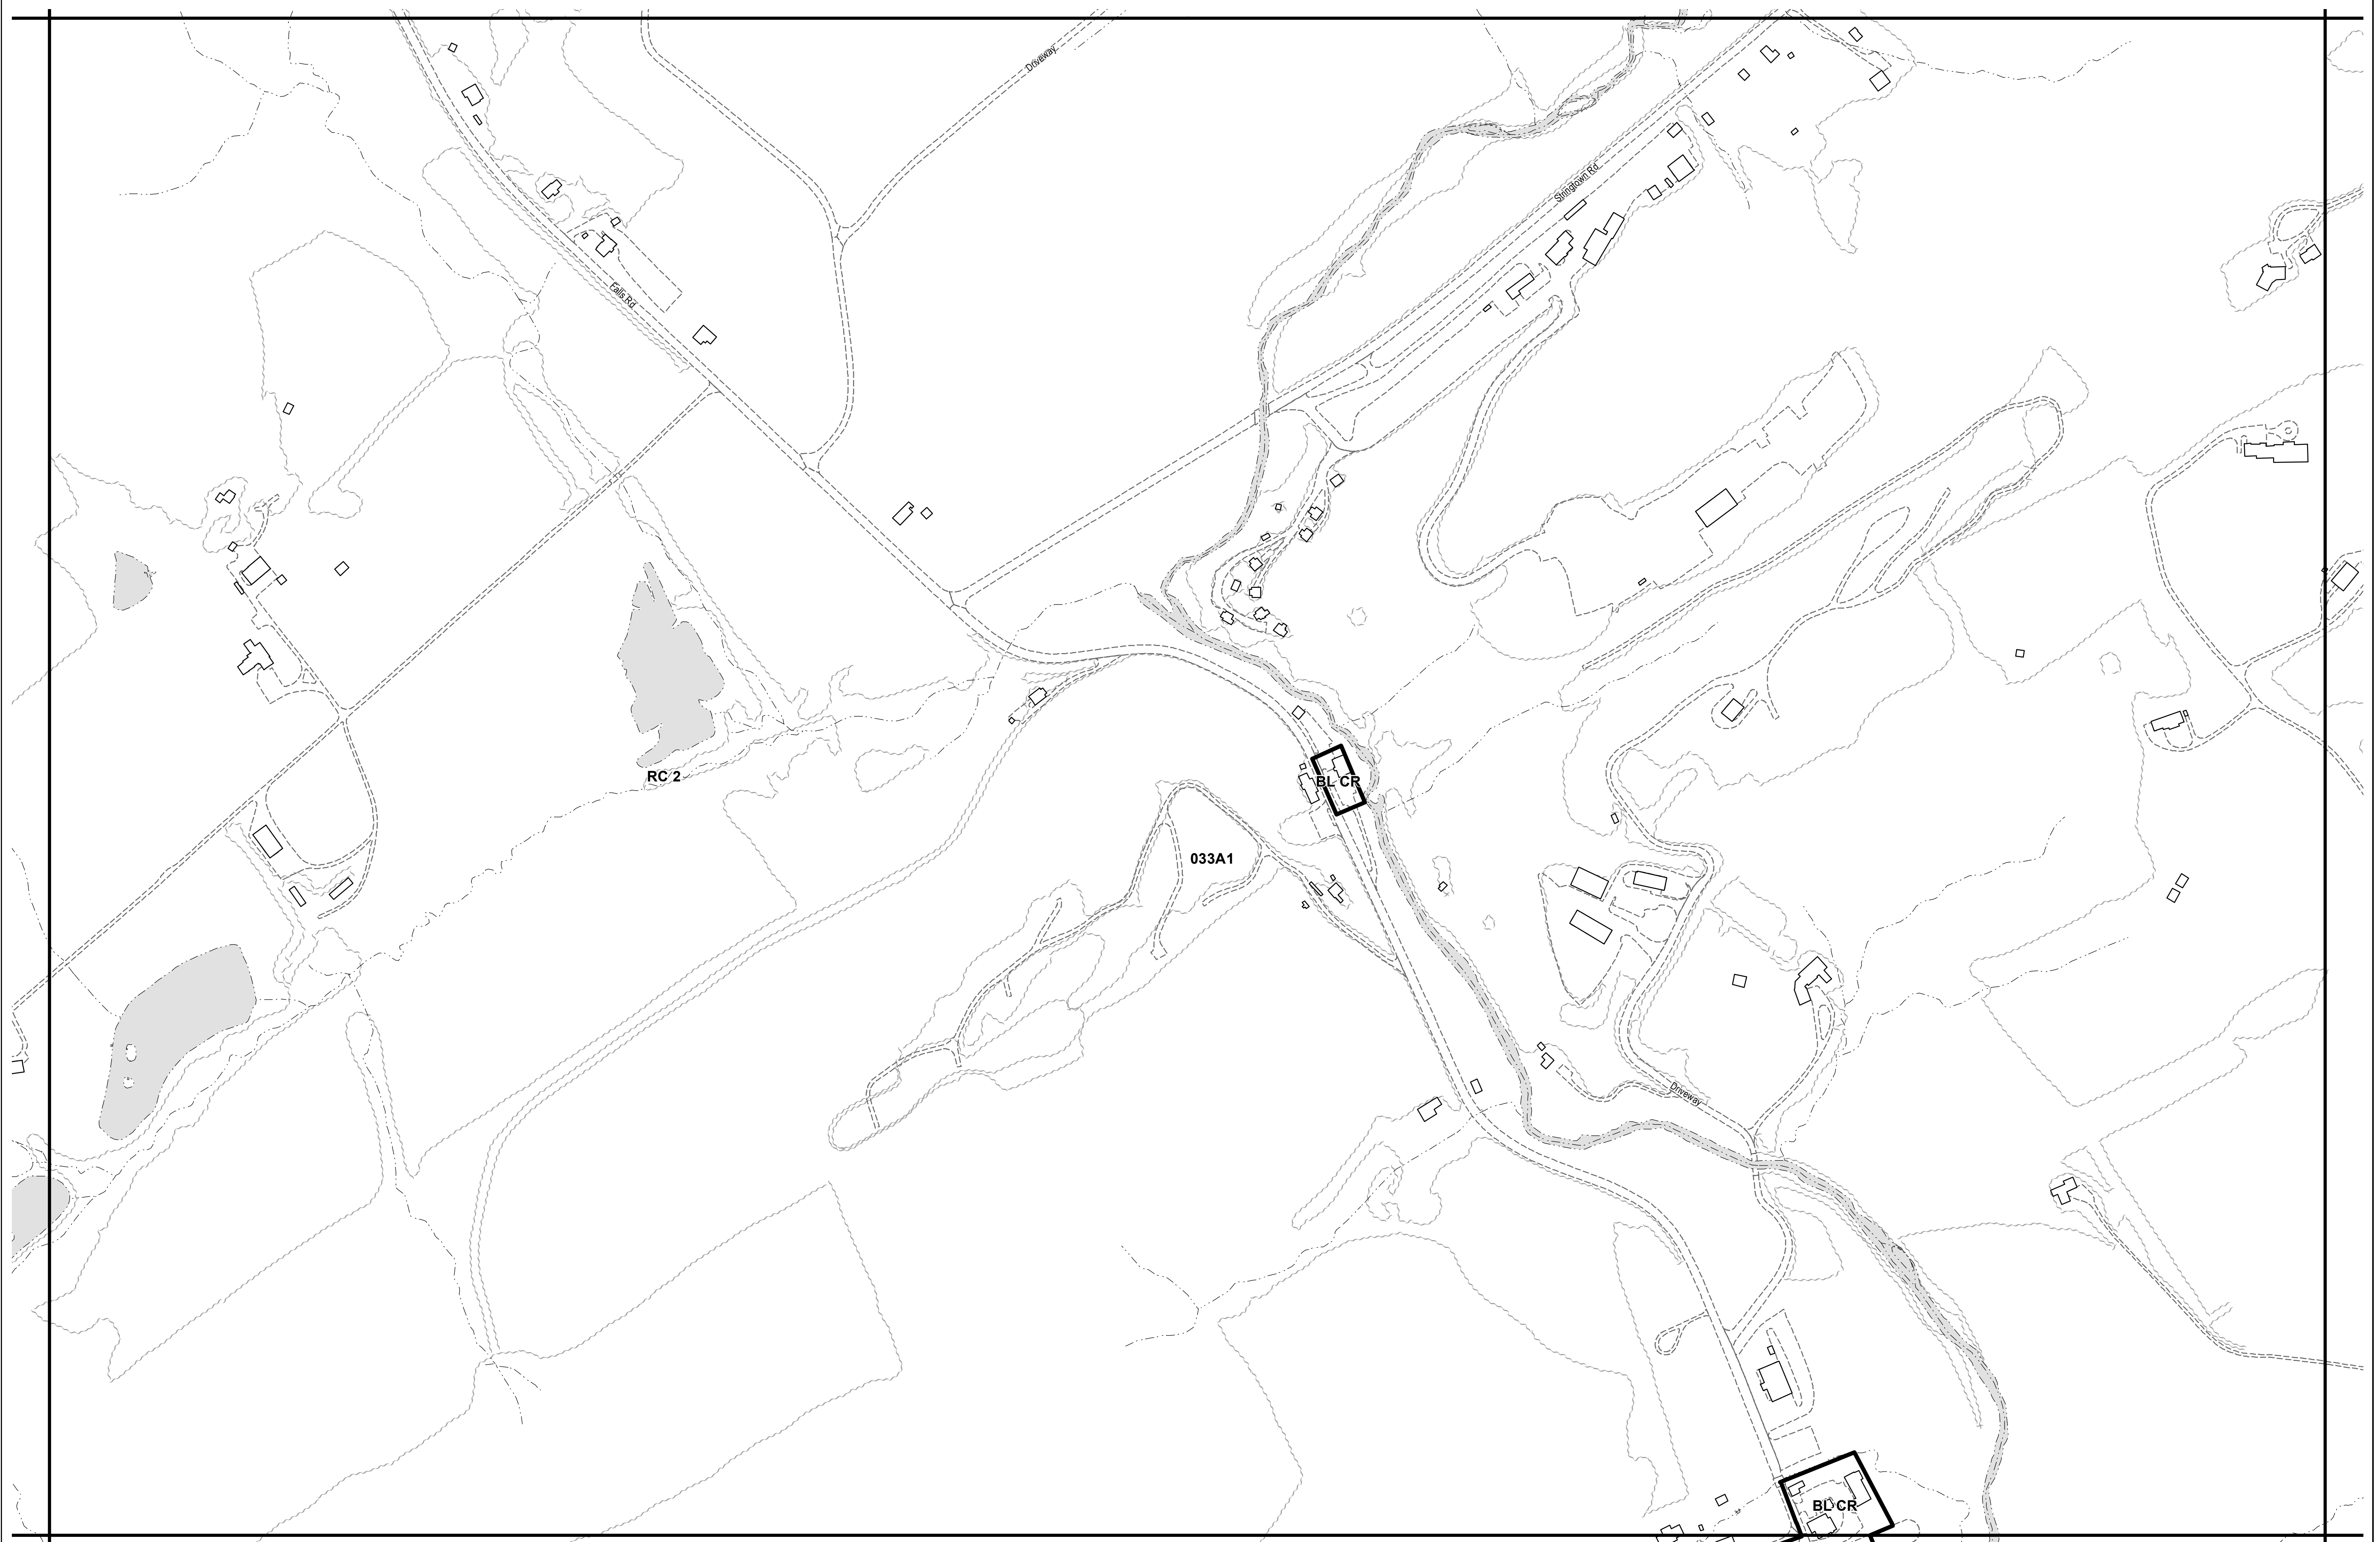 Driveway
Stringtown Rd
Falls Rd
RC 2
BL CR
033A1
Driveway
BL CR